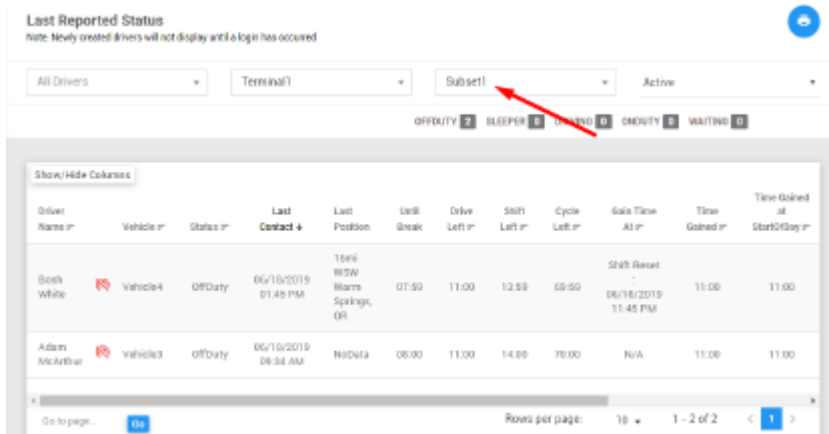 Last Reported Status
Note: Newly created drivers will not display until a login has occurred
All Drivers Terminal1 Subset1 Active
OFFDUTY 2 SLEEPER 0 DRIVING 0 ONDUTY 0 WAITING 0
Show/Hide Columns
Time Gained
Driver Last Last Until Drive Shift Cycle Gain Time Time at
Name Vehicle Status Contact Position Break Left Left Left At Gained StartOfDay
16mi
WSW
Shift Reset
White Vehicle4 OffDuty 06/18/2019 01:45 PM Warm 07:59 11:00 13:59 69:59 : 11:00 11:00
Springs, 06/18/2019
OR 11:45 PM
Adam 06/18/2019
McArthur Vehicle3 OffDuty 09:34 AM NoData 08:00 11:00 14:00 70:00 N/A 11:00 11:00
Go to page... Go Rows per page: 10 1 - 2 of 2 < 1 >